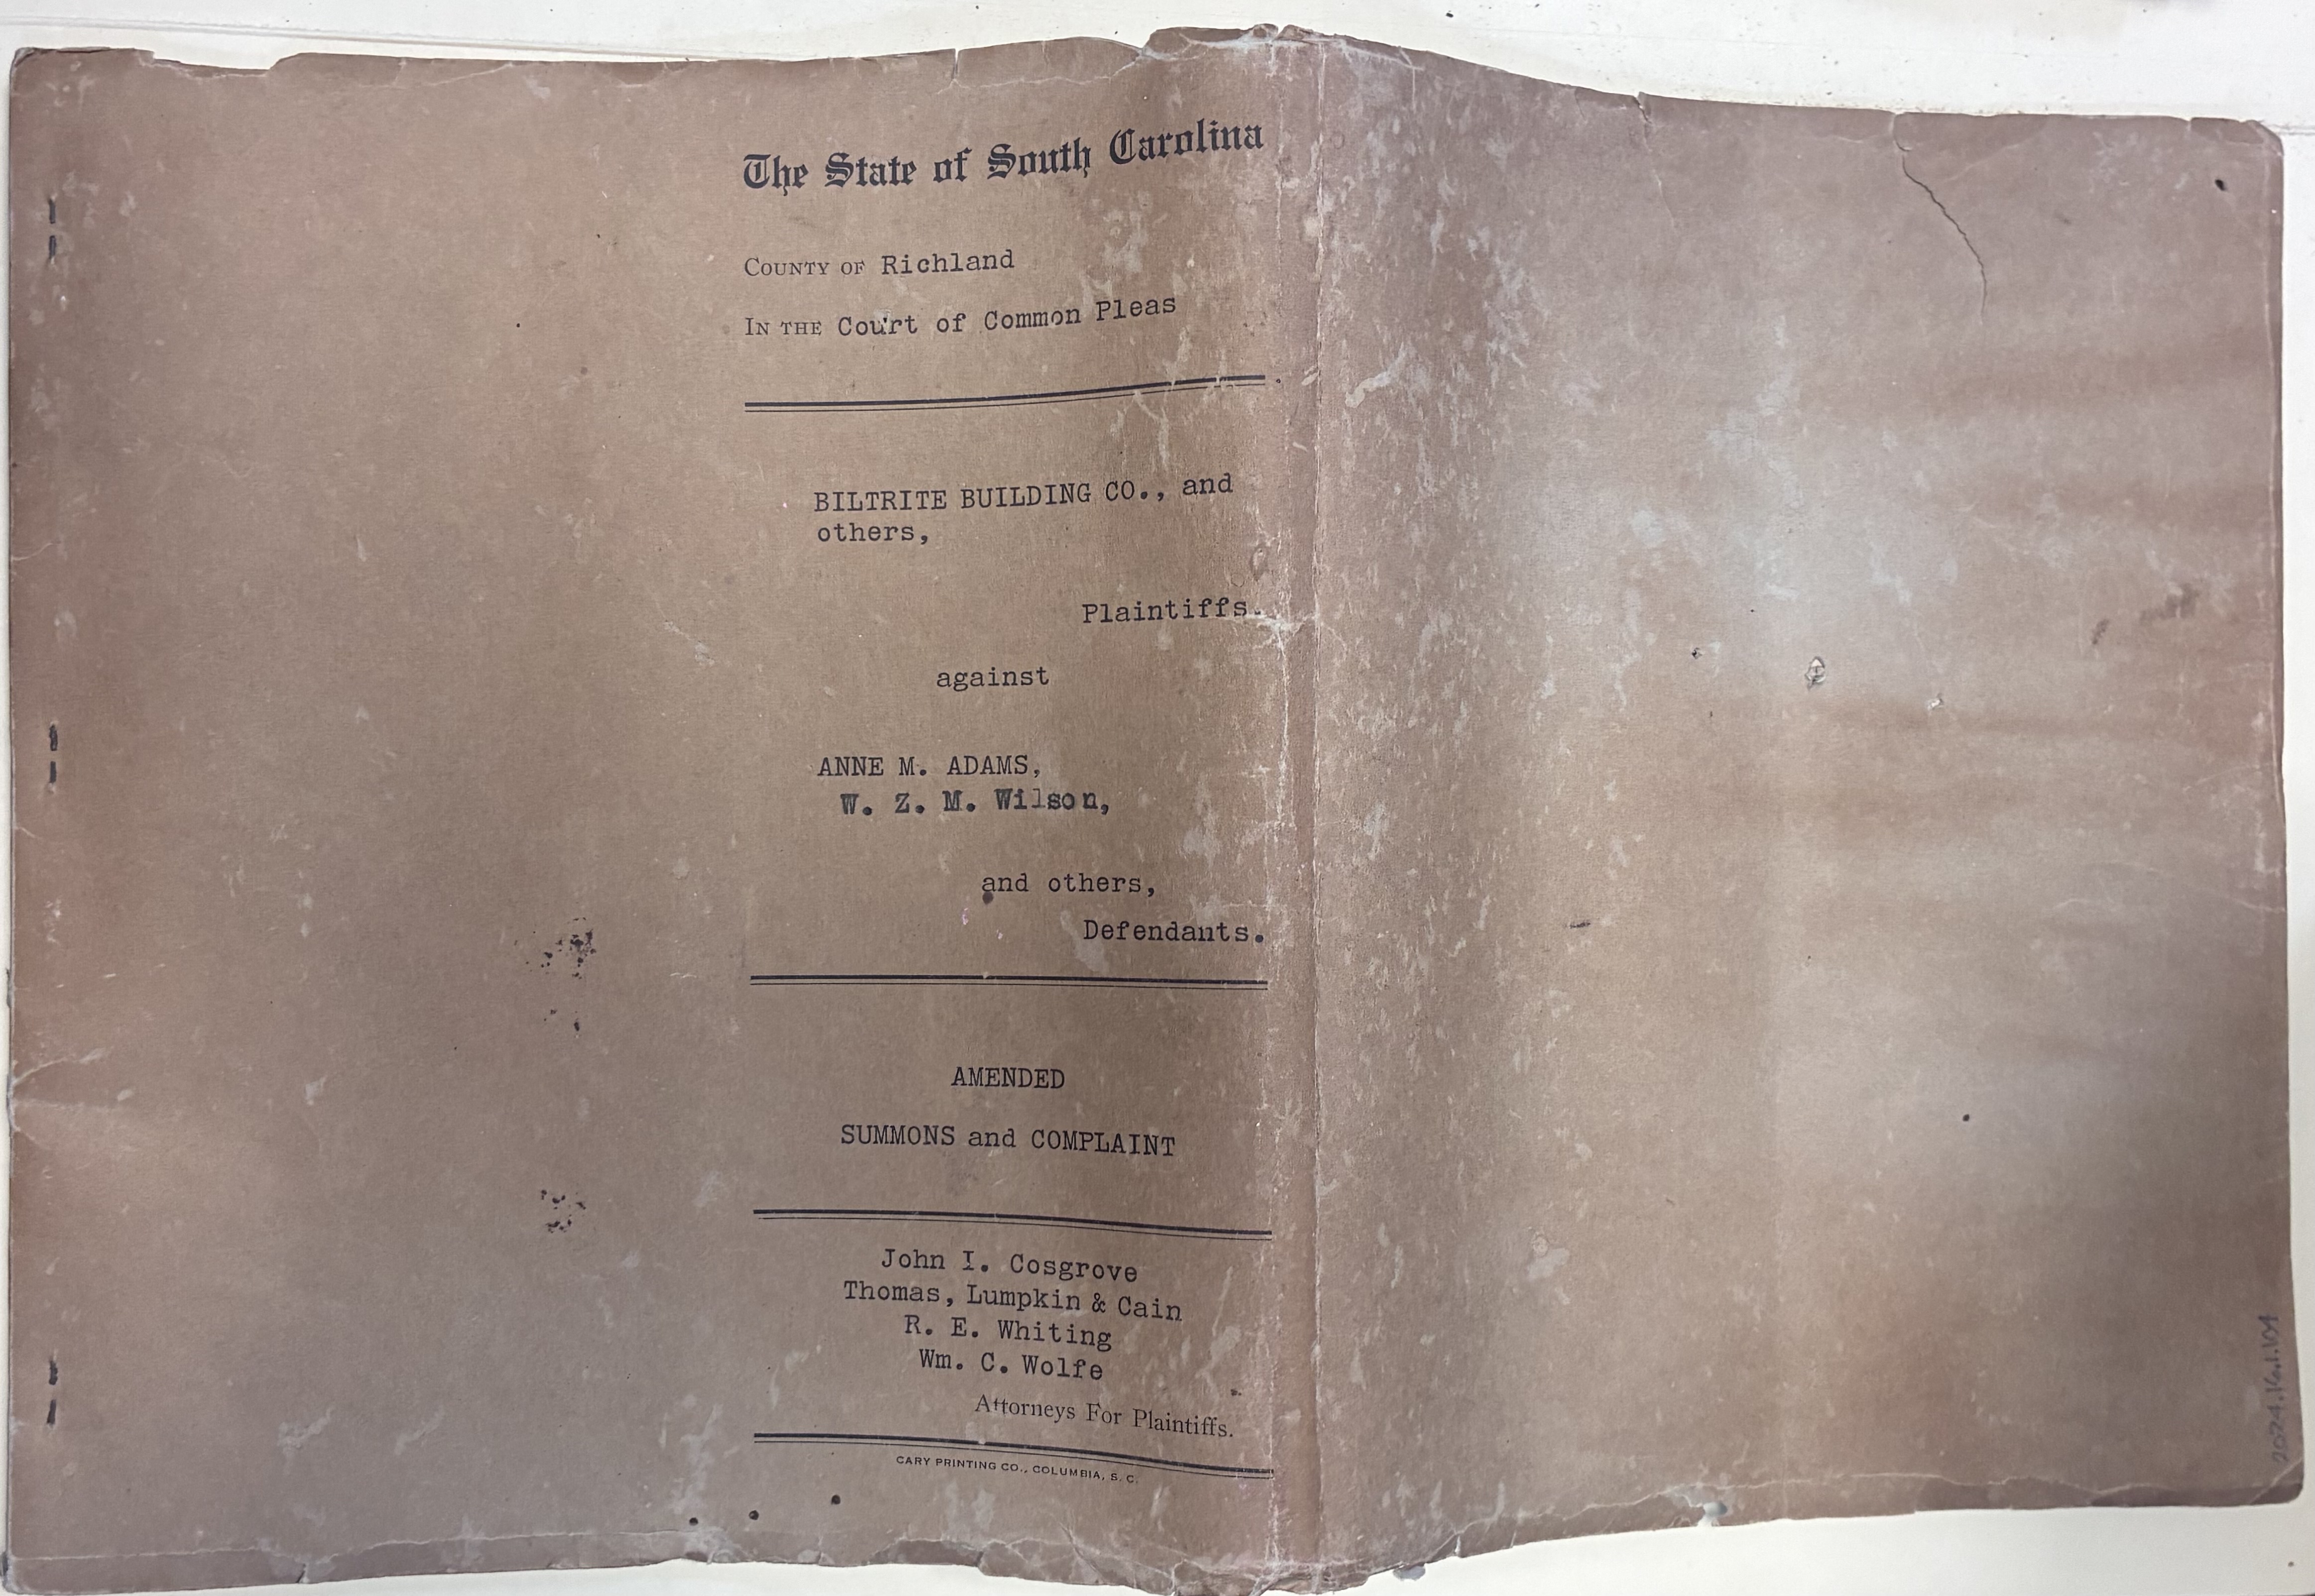 The State of South Carolina
COUNTY OF Richland
IN THE Court of Common Pleas
BILTRITE BUILDING CO., and
others,
Plaintiffs.
against
ANNE M. ADAMS,
W. Z. M. Wilson,
and others,
Defendants.
AMENDED
SUMMONS and COMPLAINT
John I. Cosgrove
Thomas, Lumpkin & Cain
R. E. Whiting
Wm. C. Wolfe
Attorneys For Plaintiffs.
CARY PRINTING CO., COLUMBIA, S. C.